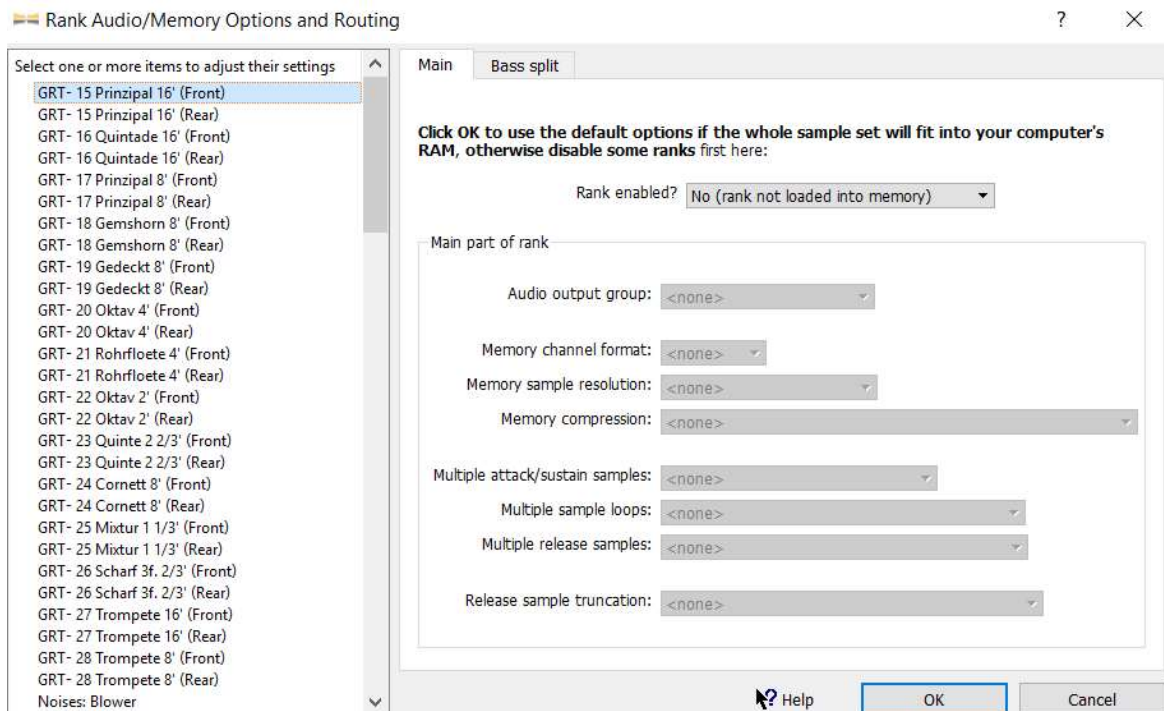 Rank Audio/Memory Options and Routing
?
Select one or more items to adjust their settings
GRT- 15 Prinzipal 16' (Front)
GRT- 15 Prinzipal 16' (Rear)
GRT- 16 Quintade 16' (Front)
GRT- 16 Quintade 16' (Rear)
GRT- 17 Prinzipal 8' (Front)
GRT- 17 Prinzipal 8' (Rear)
GRT- 18 Gemshorn 8' (Front)
GRT- 18 Gemshorn 8' (Rear)
GRT- 19 Gedeckt 8' (Front)
GRT- 19 Gedeckt 8' (Rear)
GRT- 20 Oktav 4' (Front)
GRT- 20 Oktav 4' (Rear)
GRT- 21 Rohrfloete 4' (Front)
GRT- 21 Rohrfloete 4' (Rear)
GRT- 22 Oktav 2' (Front)
GRT- 22 Oktav 2' (Rear)
GRT- 23 Quinte 2 2/3' (Front)
GRT- 23 Quinte 2 2/3' (Rear)
GRT- 24 Cornett 8' (Front)
GRT- 24 Cornett 8' (Rear)
GRT- 25 Mixtur 1 1/3' (Front)
GRT- 25 Mixtur 1 1/3' (Rear)
GRT- 26 Scharf 3f. 2/3' (Front)
GRT- 26 Scharf 3f. 2/3' (Rear)
GRT- 27 Trompete 16' (Front)
GRT- 27 Trompete 16' (Rear)
GRT- 28 Trompete 8' (Front)
GRT- 28 Trompete 8' (Rear)
Noises: Blower
Main Bass split
Click OK to use the default options if the whole sample set will fit into your computer's
RAM, otherwise disable some ranks first here:
Rank enabled? No (rank not loaded into memory)
Main part of rank
Audio output group: <none>
Memory channel format: <none>
Memory sample resolution: <none>
Memory compression: <none>
Multiple attack/sustain samples: <none>
Multiple sample loops: <none>
Multiple release samples: <none>
Release sample truncation: <none>
? Help OK Cancel